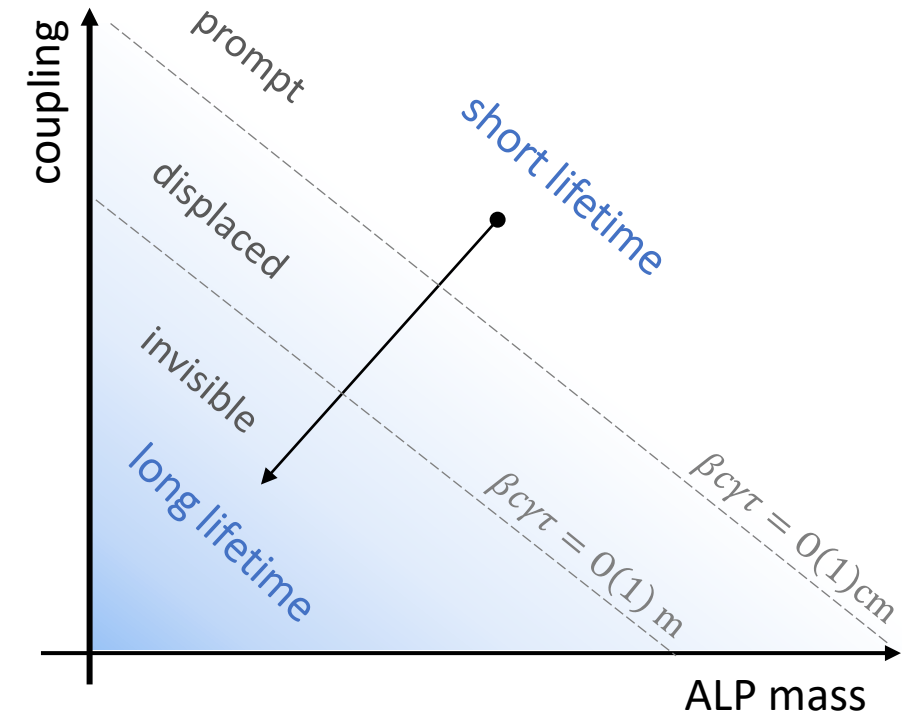 coupling
prompt
short lifetime
displaced
invisible
long lifetime
βcγτ = O(1) m
βcγτ = O(1)cm
ALP mass